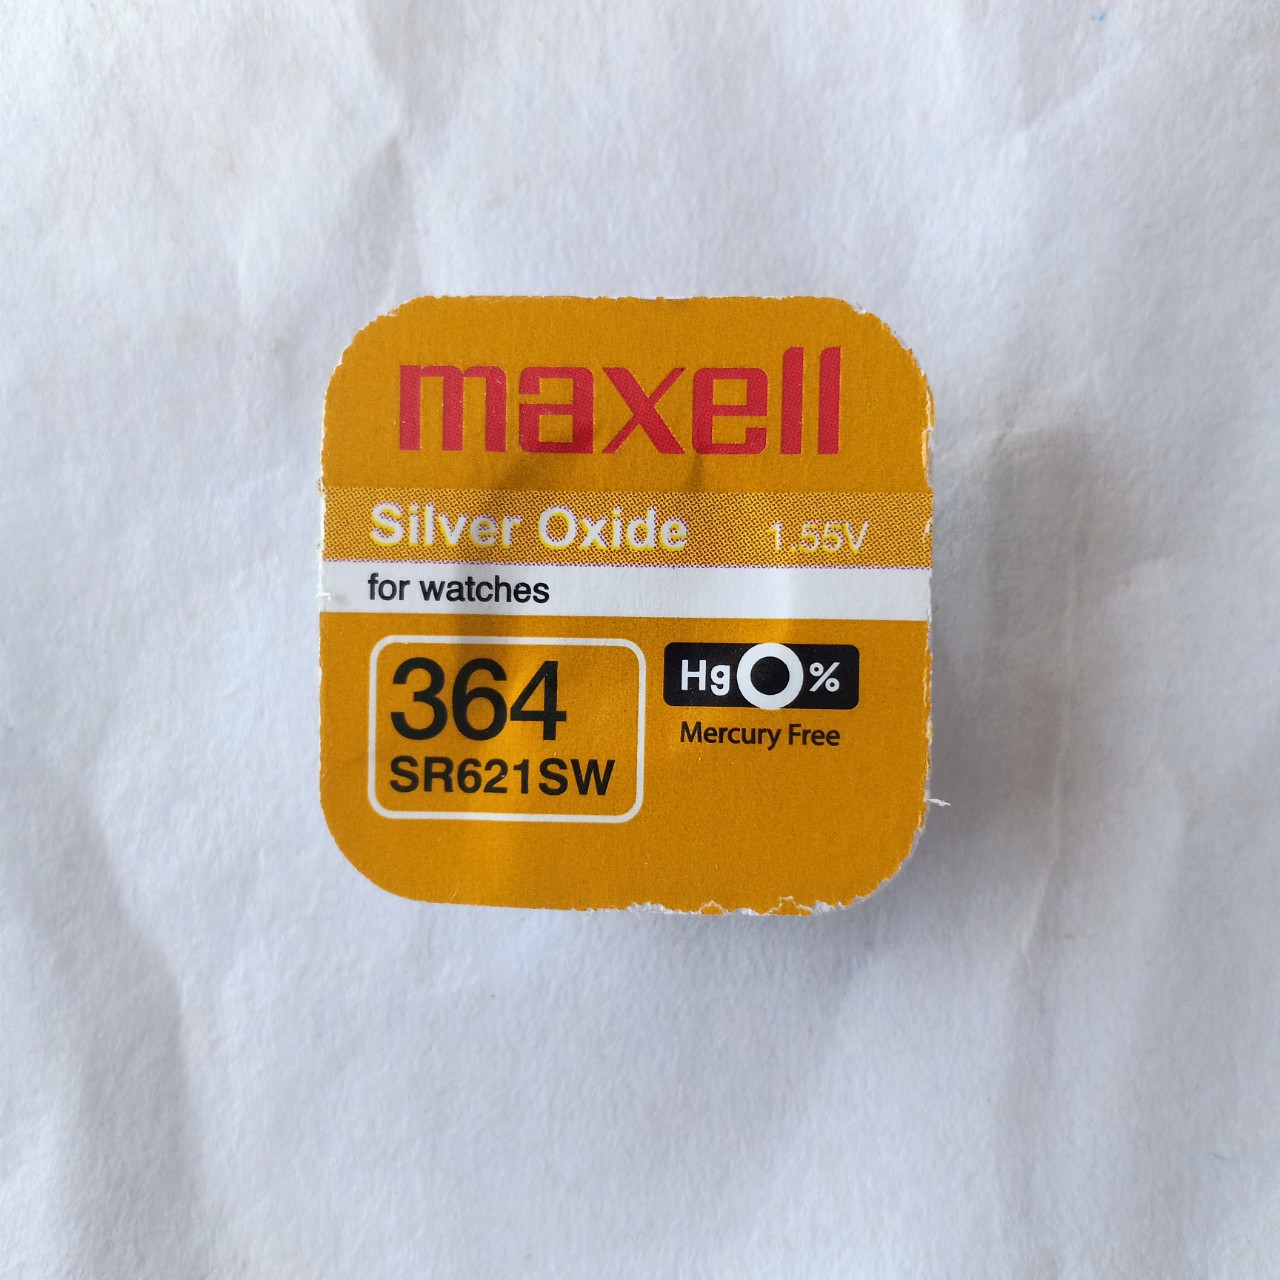 maxell
Silver Oxide 1.55V
for watches
364
SR621SW
Hg0%
Mercury Free